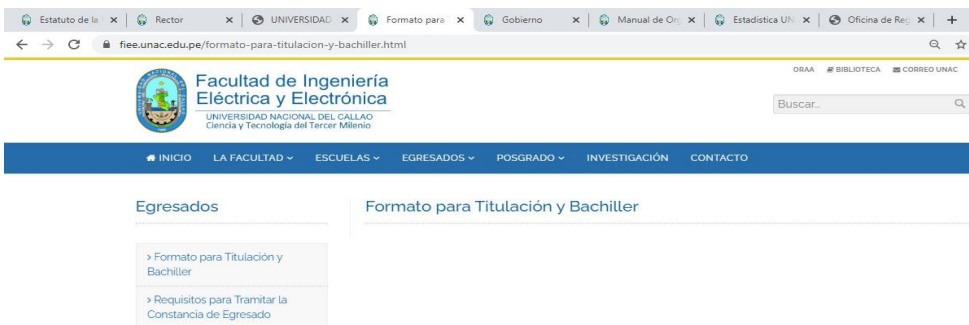 Estatuto de la
Rector
UNIVERSIDAD
Formato para
Gobierno
Manual de Org
Estadistica UN
Oficina de Reg
fiee.unac.edu.pe/formato-para-titulacion-y-bachiller.html
ORAA BIBLIOTECA CORREO UNAC
Facultad de Ingeniería
Eléctrica y Electrónica
UNIVERSIDAD NACIONAL DEL CALLAO
Ciencia y Tecnología del Tercer Milenio
Buscar...
INICIO LA FACULTAD ESCUELAS EGRESADOS POSGRADO INVESTIGACIÓN CONTACTO
Egresados
Formato para Titulación y Bachiller
> Formato para Titulación y
Bachiller
> Requisitos para Tramitar la
Constancia de Egresado